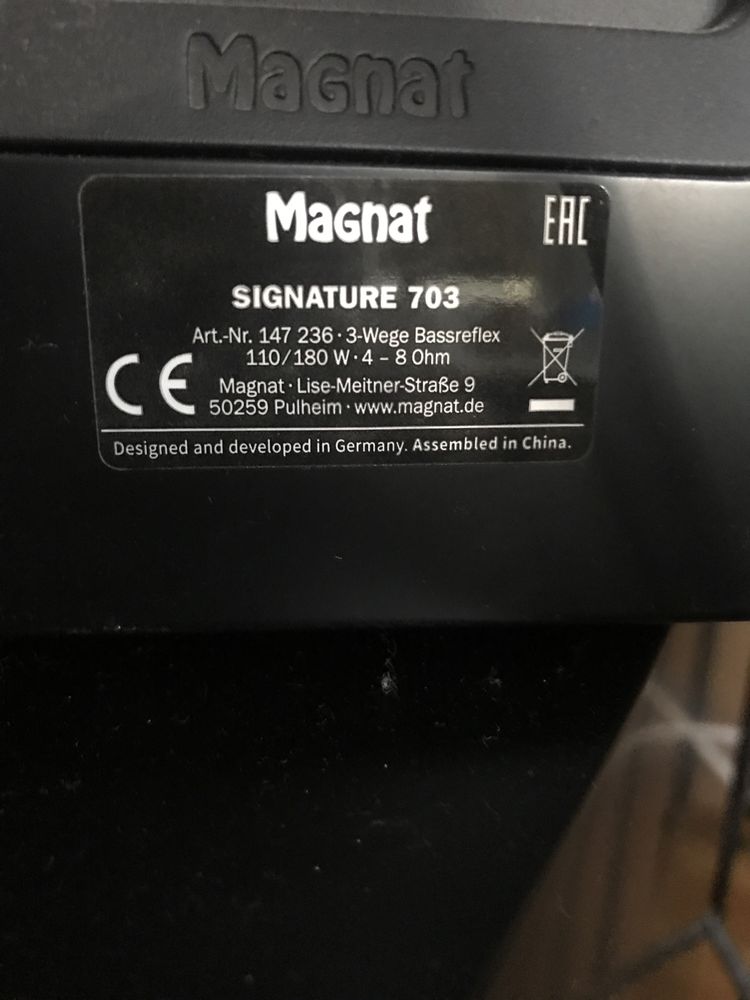 Magnat
Magnat
EAC
SIGNATURE 703
Art.-Nr. 147 236 · 3-Wege Bassreflex
110/180 W · 4 – 8 Ohm
CE
Magnat · Lise-Meitner-Straße 9
50259 Pulheim · www.magnat.de
Designed and developed in Germany. Assembled in China.